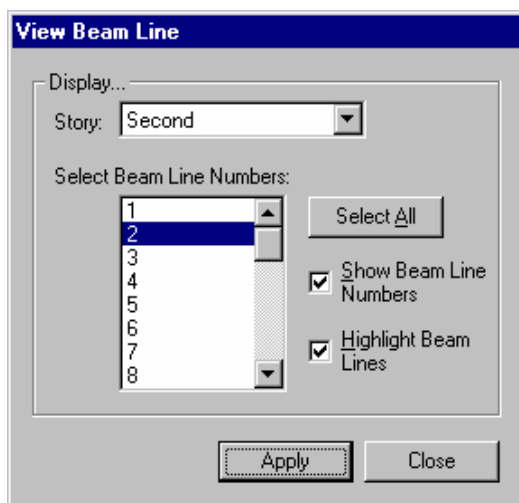 View Beam Line
Display...
Story: Second
Select Beam Line Numbers:
1
2
3
4
5
6
7
8
Select All
Show Beam Line
Numbers
Highlight Beam
Lines
Apply Close